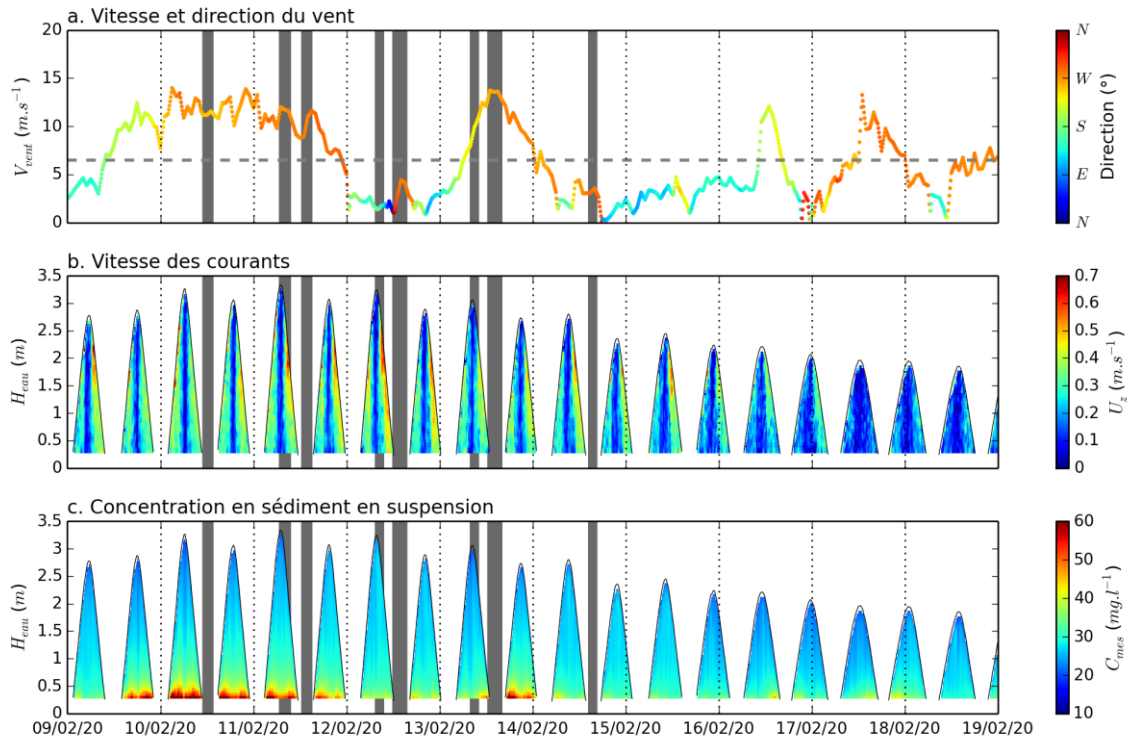 a. Vitesse et direction du vent
20
15
10
5
0
V_vent (m.s⁻¹)
N
W
S
E
N
Direction (°)
b. Vitesse des courants
3.5
3
2.5
2
1.5
1
0.5
0
H_eau (m)
0.7
0.6
0.5
0.4
0.3
0.2
0.1
0
U_z (m.s⁻¹)
c. Concentration en sédiment en suspension
3.5
3
2.5
2
1.5
1
0.5
0
H_eau (m)
60
50
40
30
20
10
C_mes (mg.l⁻¹)
09/02/20 10/02/20 11/02/20 12/02/20 13/02/20 14/02/20 15/02/20 16/02/20 17/02/20 18/02/20 19/02/20